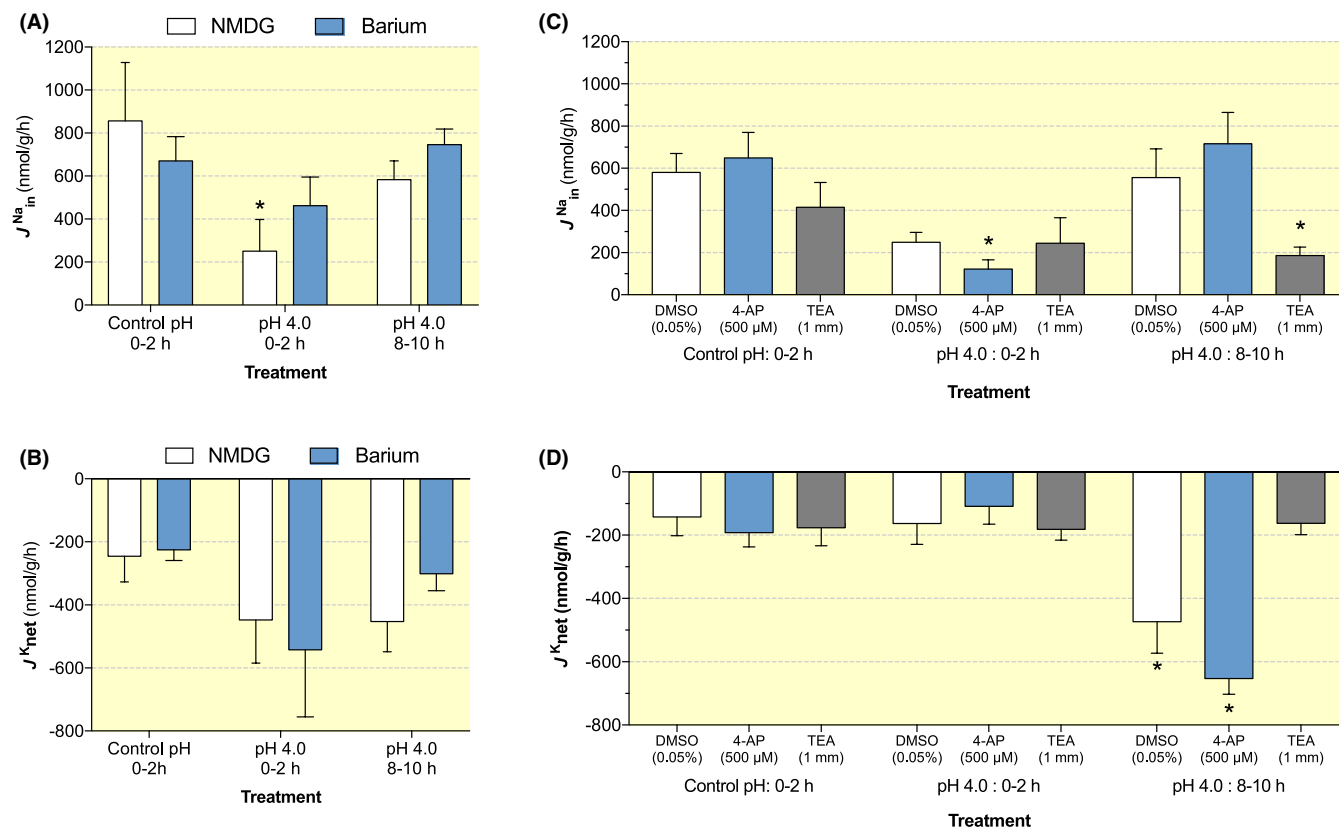 (A)
NMDG Barium
1200
1000
800
600
400
200
0
J Na in (nmol/g/h)
*
Control pH 0-2 h
pH 4.0 0-2 h
pH 4.0 8-10 h
Treatment
(B)
NMDG Barium
0
-200
-400
-600
-800
J K net (nmol/g/h)
Control pH 0-2h
pH 4.0 0-2 h
pH 4.0 8-10 h
Treatment
(C)
1200
1000
800
600
400
200
0
J Na in (nmol/g/h)
*
*
DMSO 4-AP TEA DMSO 4-AP TEA DMSO 4-AP TEA
(0.05%) (500 µM) (1 mm) (0.05%) (500 µM) (1 mm) (0.05%) (500 µM) (1 mm)
Control pH: 0-2 h pH 4.0 : 0-2 h pH 4.0 : 8-10 h
Treatment
(D)
0
-200
-400
-600
-800
J K net (nmol/g/h)
*
*
DMSO 4-AP TEA DMSO 4-AP TEA DMSO 4-AP TEA
(0.05%) (500 µM) (1 mm) (0.05%) (500 µM) (1 mm) (0.05%) (500 µM) (1 mm)
Control pH: 0-2 h pH 4.0 : 0-2 h pH 4.0 : 8-10 h
Treatment